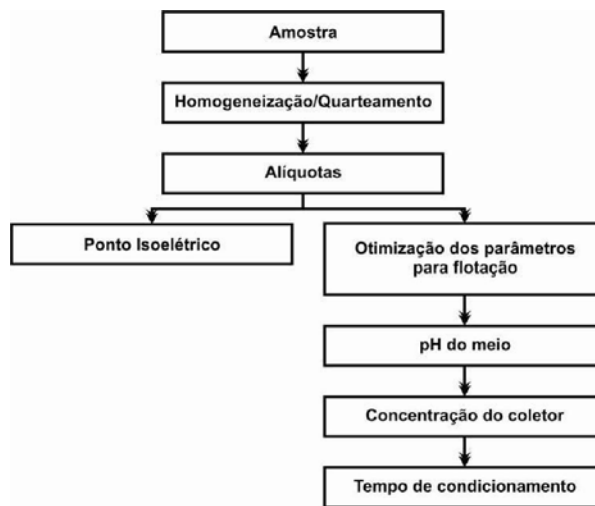 Amostra
Homogeneização/Quarteamento
Alíquotas
Ponto Isoelétrico
Otimização dos parâmetros
para flotação
pH do meio
Concentração do coletor
Tempo de condicionamento